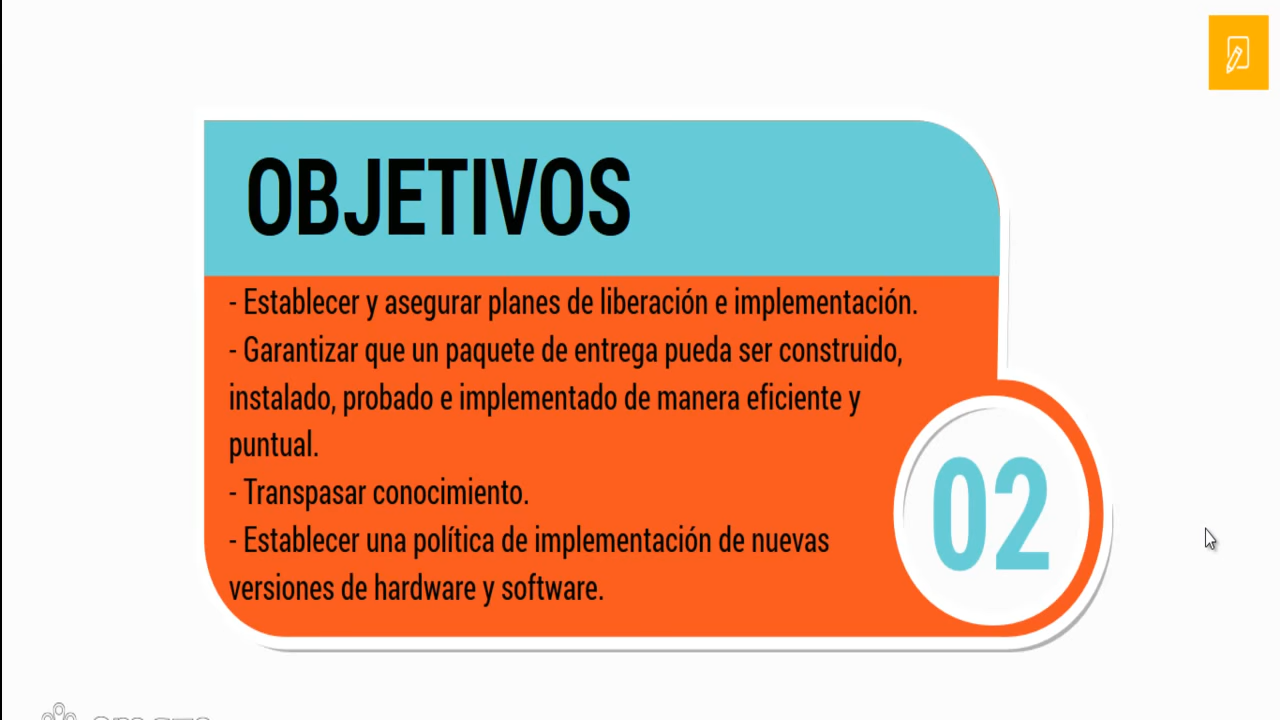 OBJETIVOS
- Establecer y asegurar planes de liberación e implementación.
- Garantizar que un paquete de entrega pueda ser construido,
instalado, probado e implementado de manera eficiente y
puntual.
- Transpasar conocimiento.
- Establecer una política de implementación de nuevas
versiones de hardware y software.
02